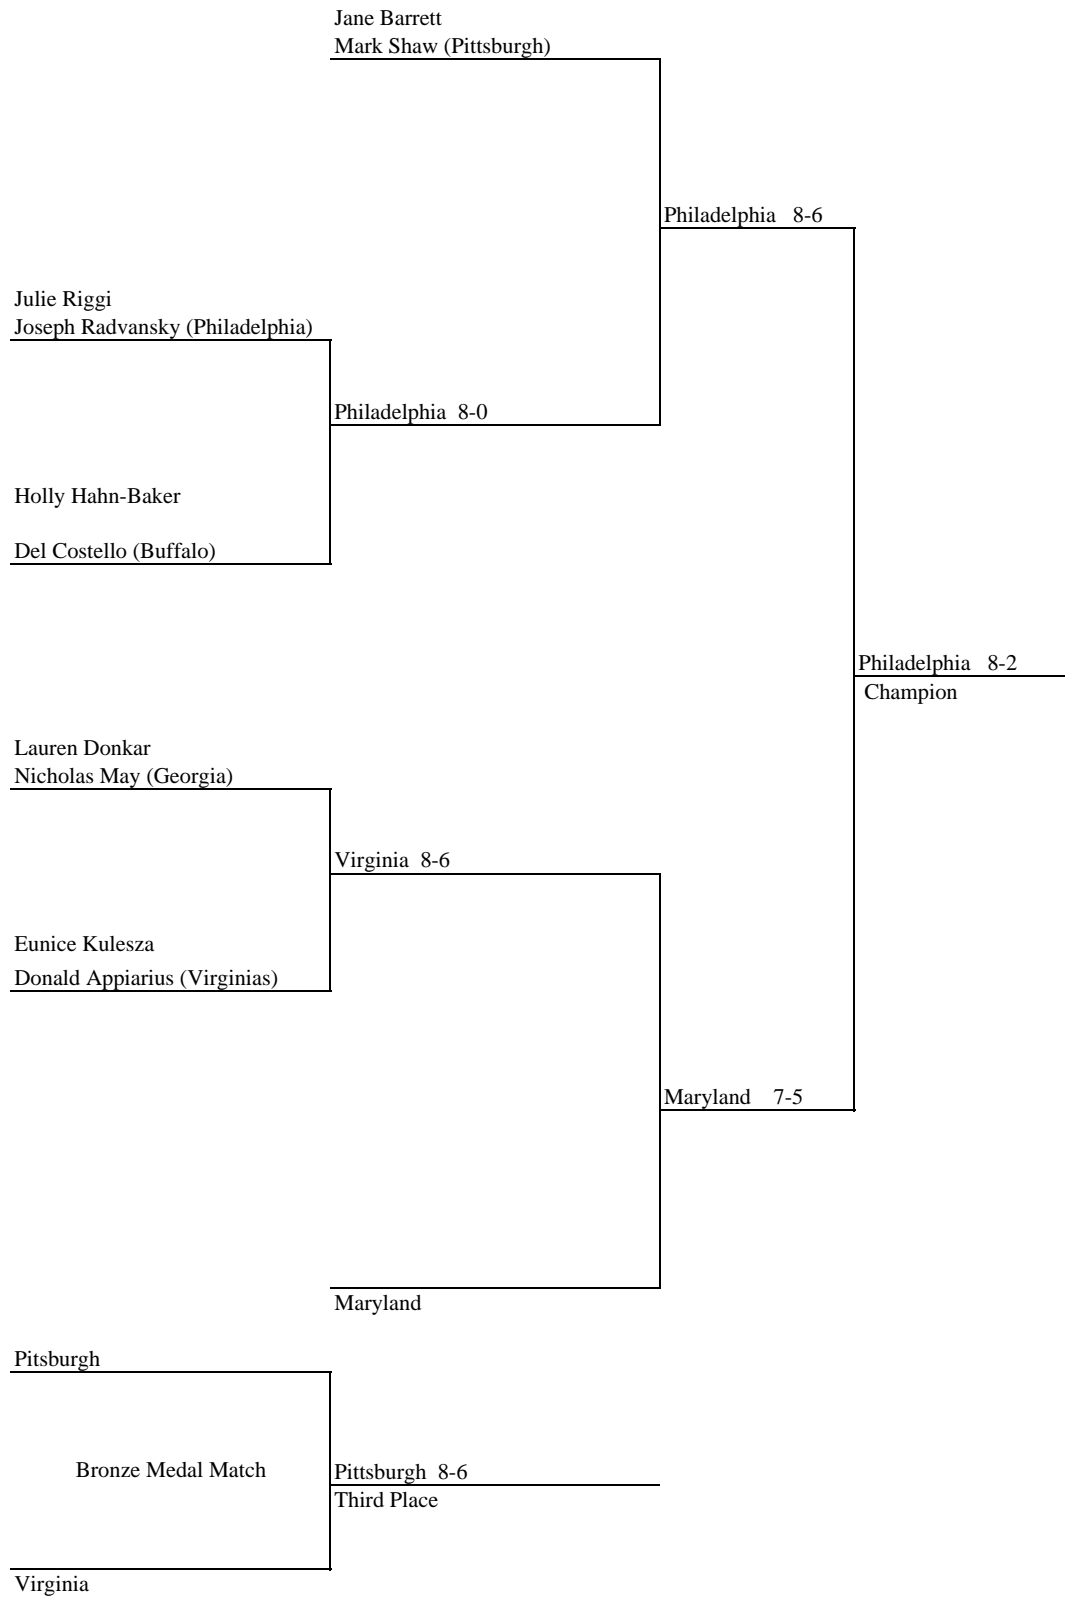 Jane Barrett
Mark Shaw (Pittsburgh)
Philadelphia 8-6
Julie Riggi
Joseph Radvansky (Philadelphia)
Philadelphia 8-0
Holly Hahn-Baker
Del Costello (Buffalo)
Philadelphia 8-2
Champion
Lauren Donkar
Nicholas May (Georgia)
Virginia 8-6
Eunice Kulesza
Donald Appiarius (Virginias)
Maryland 7-5
Maryland
Pitsburgh
Bronze Medal Match
Pittsburgh 8-6
Third Place
Virginia